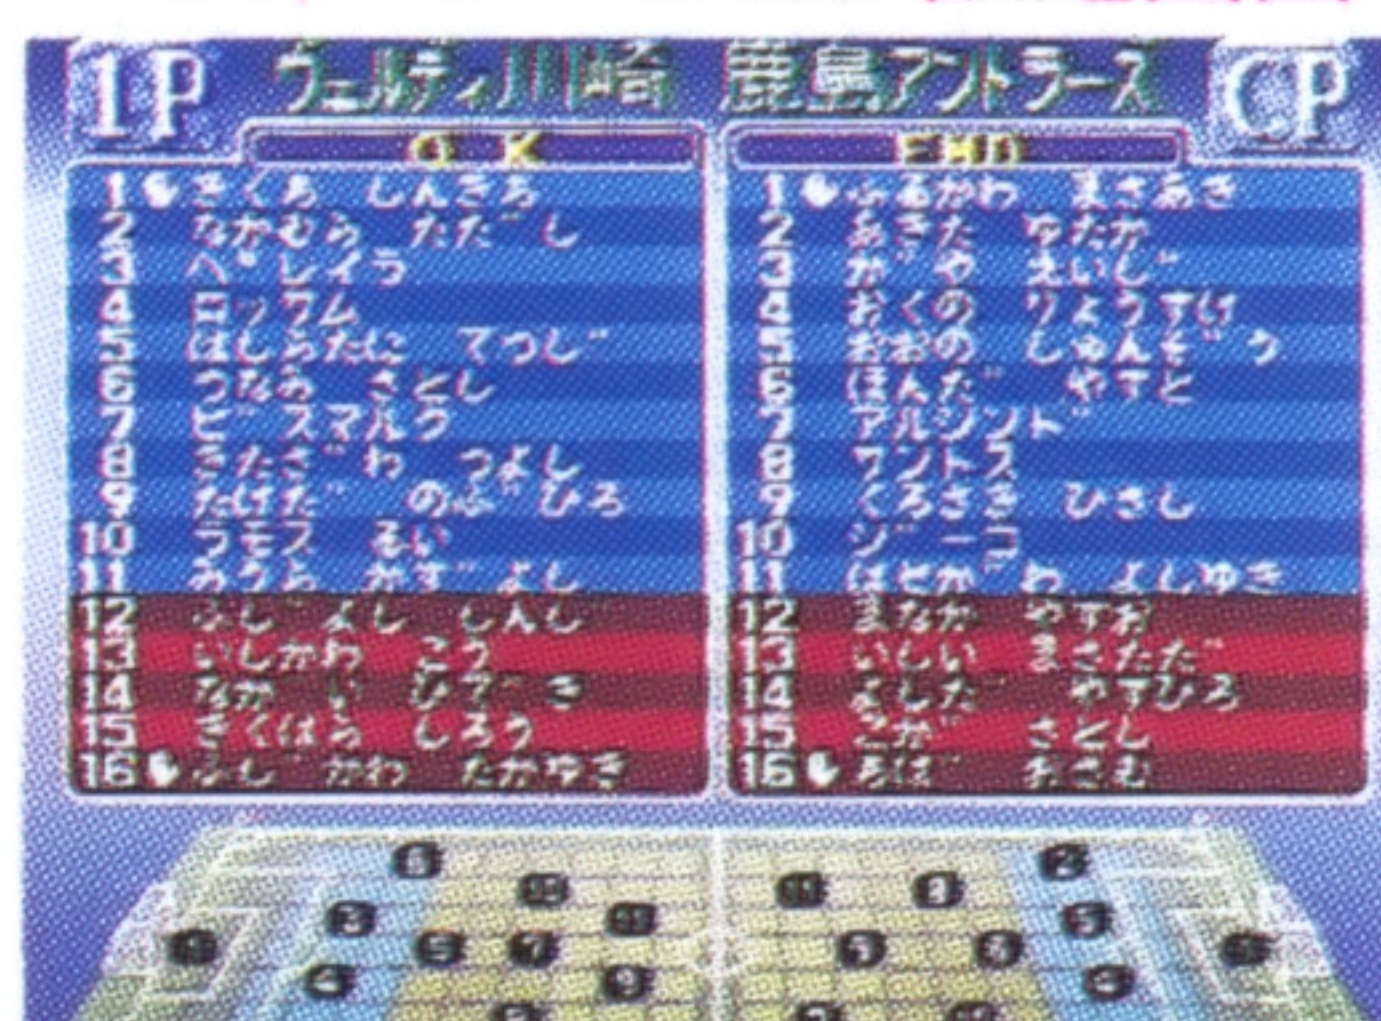 1P ヴェルディ川崎
O K
1 きくち しんきち
2 なかむら ただし
3 ペレイラ
4 ロッサム
5 はしらたに てつじ
6 つなみ さとし
7 ビスマルク
8 きたざわ つよし
9 たけだ のぶひろ
10 ラモス るい
11 みうら かずよし
12 ふじよし しんじ
13 いしかわ こう
14 ながい ひでき
15 きくはら しろう
16 ふじかわ たかゆき
鹿島アントラーズ CP
END
1 ふるかわ まさあき
2 あきた ゆたか
3 がや えいじ
4 おくの りょうすけ
5 おおの しゅんぞう
6 ほんだ やすと
7 アルシンド
8 サントス
9 くろさき ひさし
10 ジーコ
11 はせがわ よしゆき
12 まなか やすお
13 いしい まさただ
14 よしだ やすひろ
15 こが さとし
16 ちば おさむ